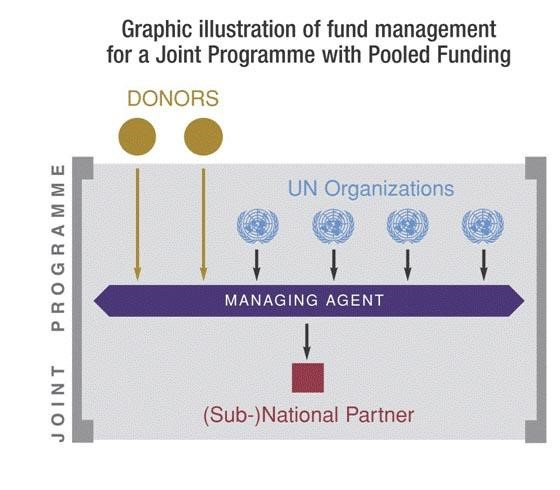 Graphic illustration of fund management
for a Joint Programme with Pooled Funding
DONORS
UN Organizations
MANAGING AGENT
(Sub-)National Partner
JOINT PROGRAMME